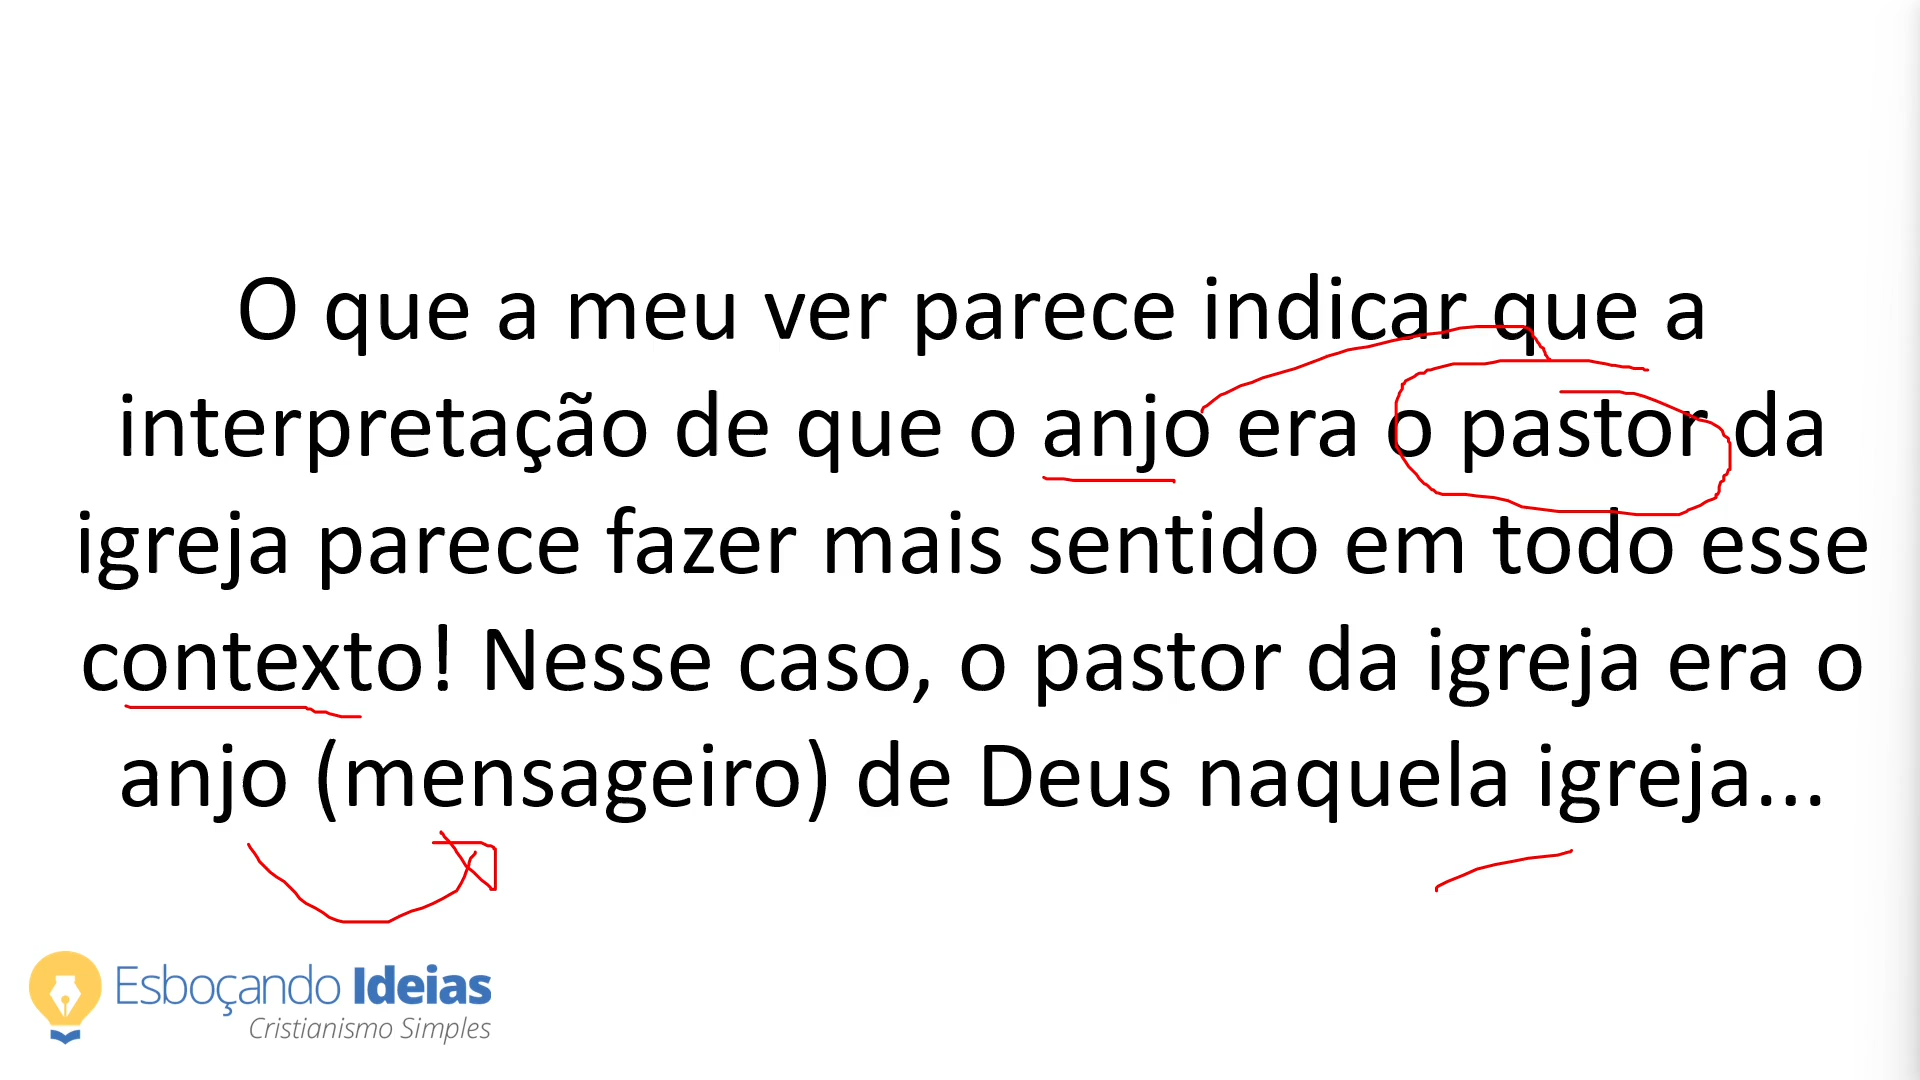 O que a meu ver parece indicar que a
interpretação de que o anjo era o pastor da
igreja parece fazer mais sentido em todo esse
contexto! Nesse caso, o pastor da igreja era o
anjo (mensageiro) de Deus naquela igreja...
Esboçando Ideias
Cristianismo Simples